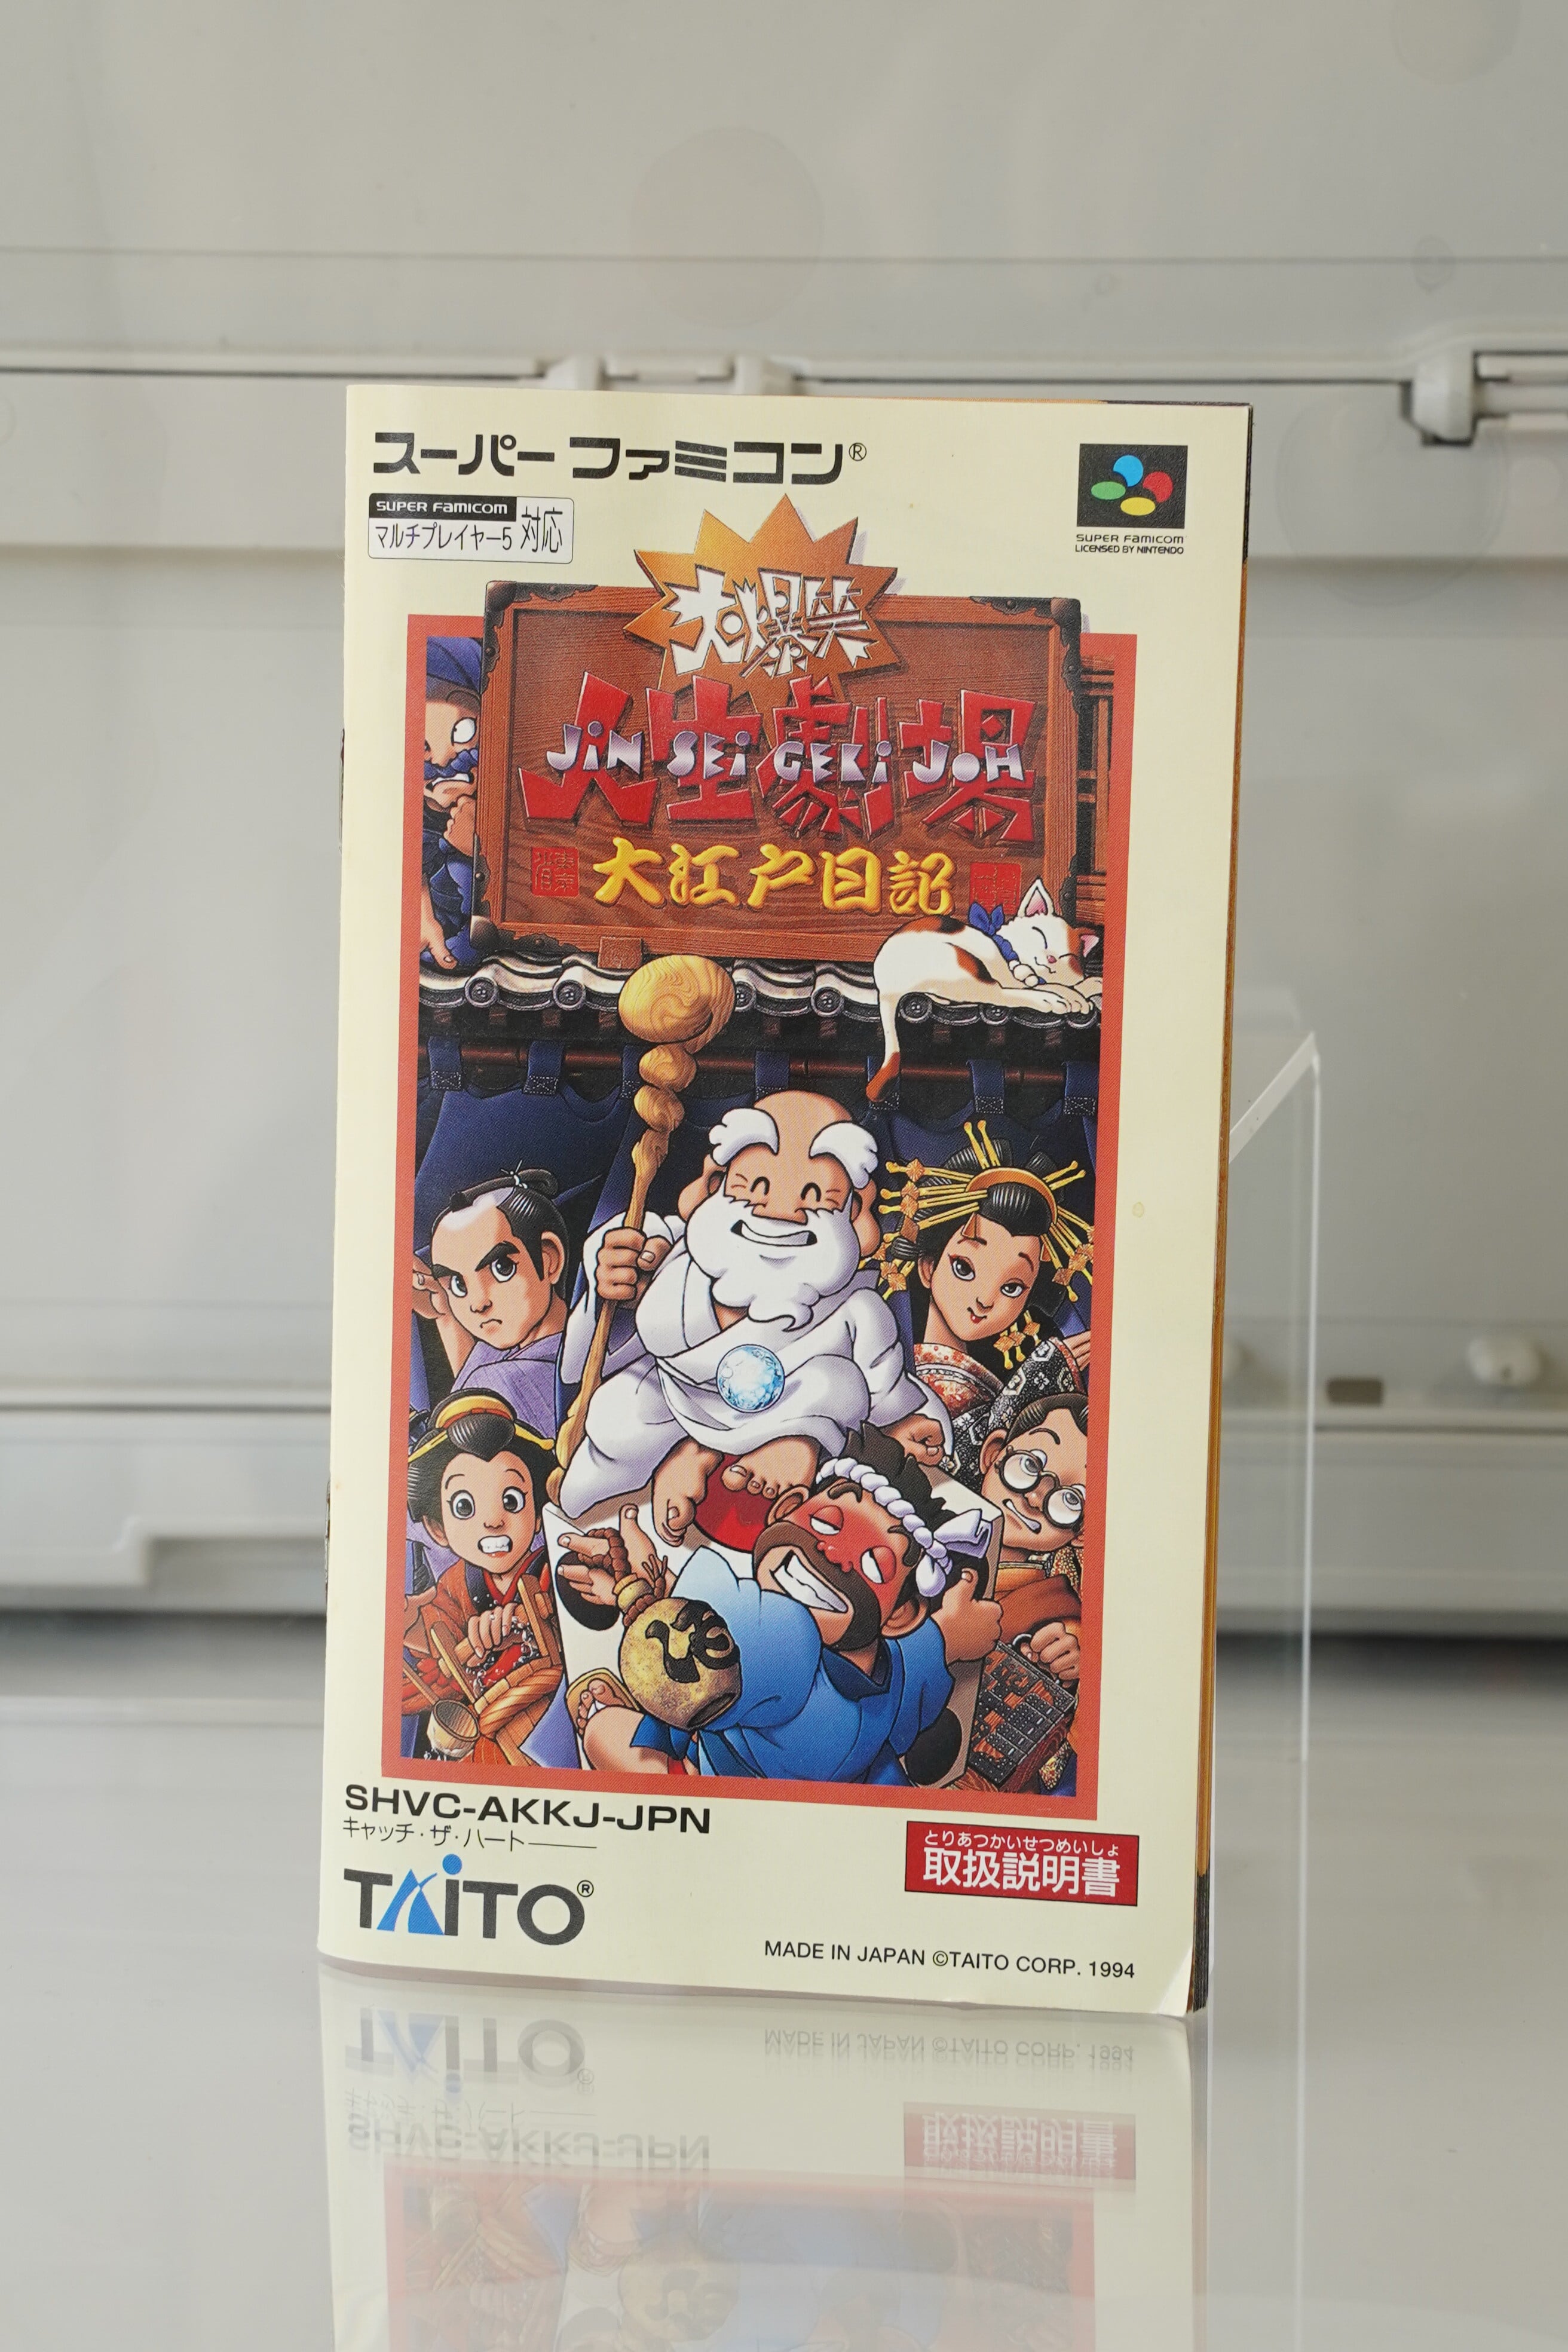 スーパーファミコン®
SUPER FAMICOM
マルチプレイヤー5 対応
SUPER FAMICOM
LICENSED BY NINTENDO
大爆笑
人生劇場
JiN SEi GEKi JOH
大江戸日記
SHVC-AKKJ-JPN
キャッチ・ザ・ハート
TAiTO®
とりあつかいせつめいしょ
取扱説明書
MADE IN JAPAN ©TAITO CORP. 1994